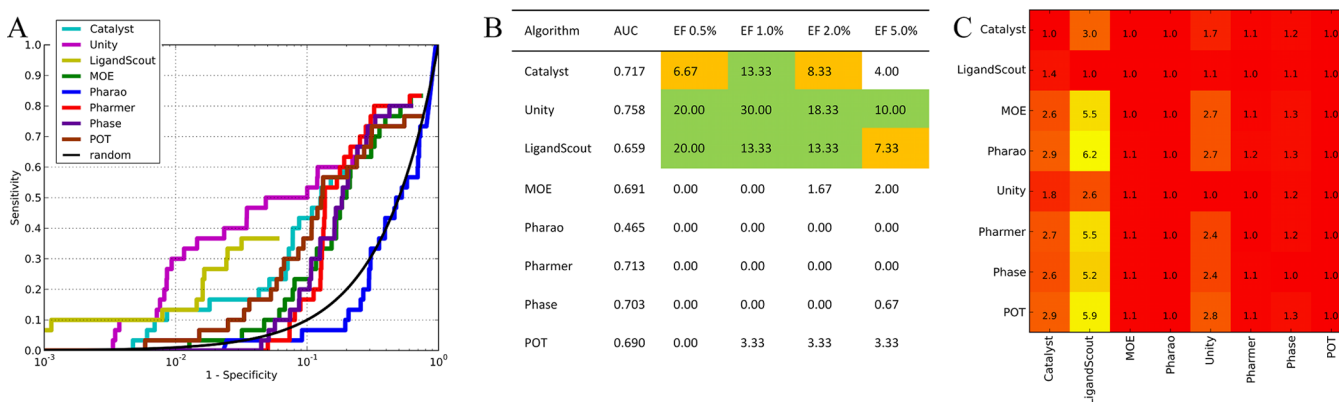 A
Catalyst
Unity
LigandScout
MOE
Pharao
Pharmer
Phase
POT
random
1.0
0.9
0.8
0.7
0.6
0.5
0.4
0.3
0.2
0.1
0.0
Sensitivity
10⁻³ 10⁻² 10⁻¹ 10⁰
1 - Specificity
B
Algorithm AUC EF 0.5% EF 1.0% EF 2.0% EF 5.0%
Catalyst 0.717 6.67 13.33 8.33 4.00
Unity 0.758 20.00 30.00 18.33 10.00
LigandScout 0.659 20.00 13.33 13.33 7.33
MOE 0.691 0.00 0.00 1.67 2.00
Pharao 0.465 0.00 0.00 0.00 0.00
Pharmer 0.713 0.00 0.00 0.00 0.00
Phase 0.703 0.00 0.00 0.00 0.67
POT 0.690 0.00 3.33 3.33 3.33
C
Catalyst 1.0 3.0 1.0 1.0 1.7 1.1 1.2 1.0
LigandScout 1.4 1.0 1.0 1.0 1.1 1.0 1.1 1.0
MOE 2.6 5.5 1.0 1.0 2.7 1.1 1.3 1.0
Pharao 2.9 6.2 1.1 1.0 2.7 1.2 1.3 1.0
Unity 1.8 2.6 1.1 1.0 1.0 1.0 1.2 1.0
Pharmer 2.7 5.5 1.1 1.0 2.4 1.0 1.2 1.0
Phase 2.6 5.2 1.1 1.0 2.4 1.1 1.0 1.0
POT 2.9 5.9 1.1 1.0 2.8 1.1 1.3 1.0
Catalyst
LigandScout
MOE
Pharao
Unity
Pharmer
Phase
POT